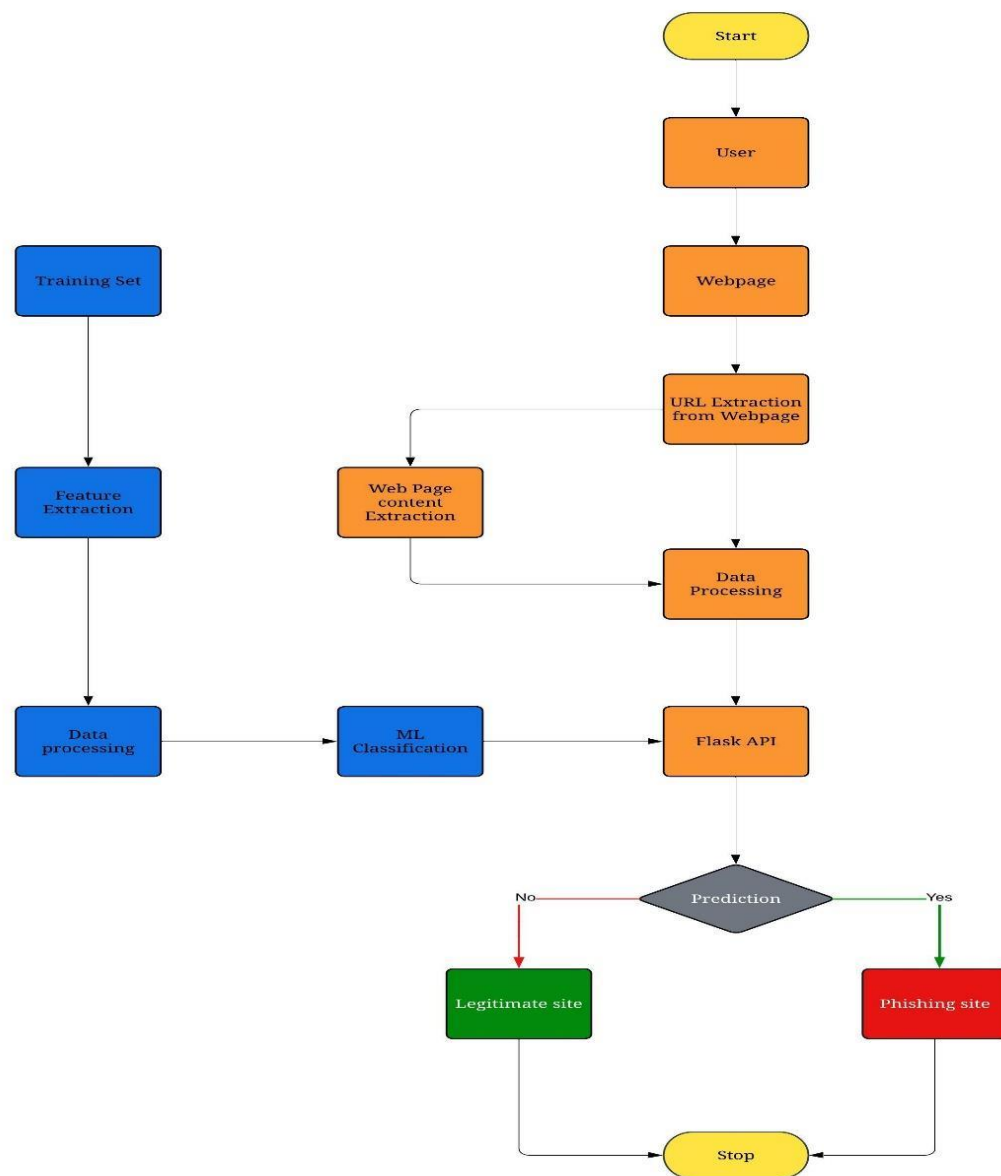 Start
User
Training Set
Webpage
URL Extraction
from Webpage
Feature
Extraction
Web Page
content
Extraction
Data
Processing
Data
processing
ML
Classification
Flask API
Prediction
No
Yes
Legitimate site
Phishing site
Stop